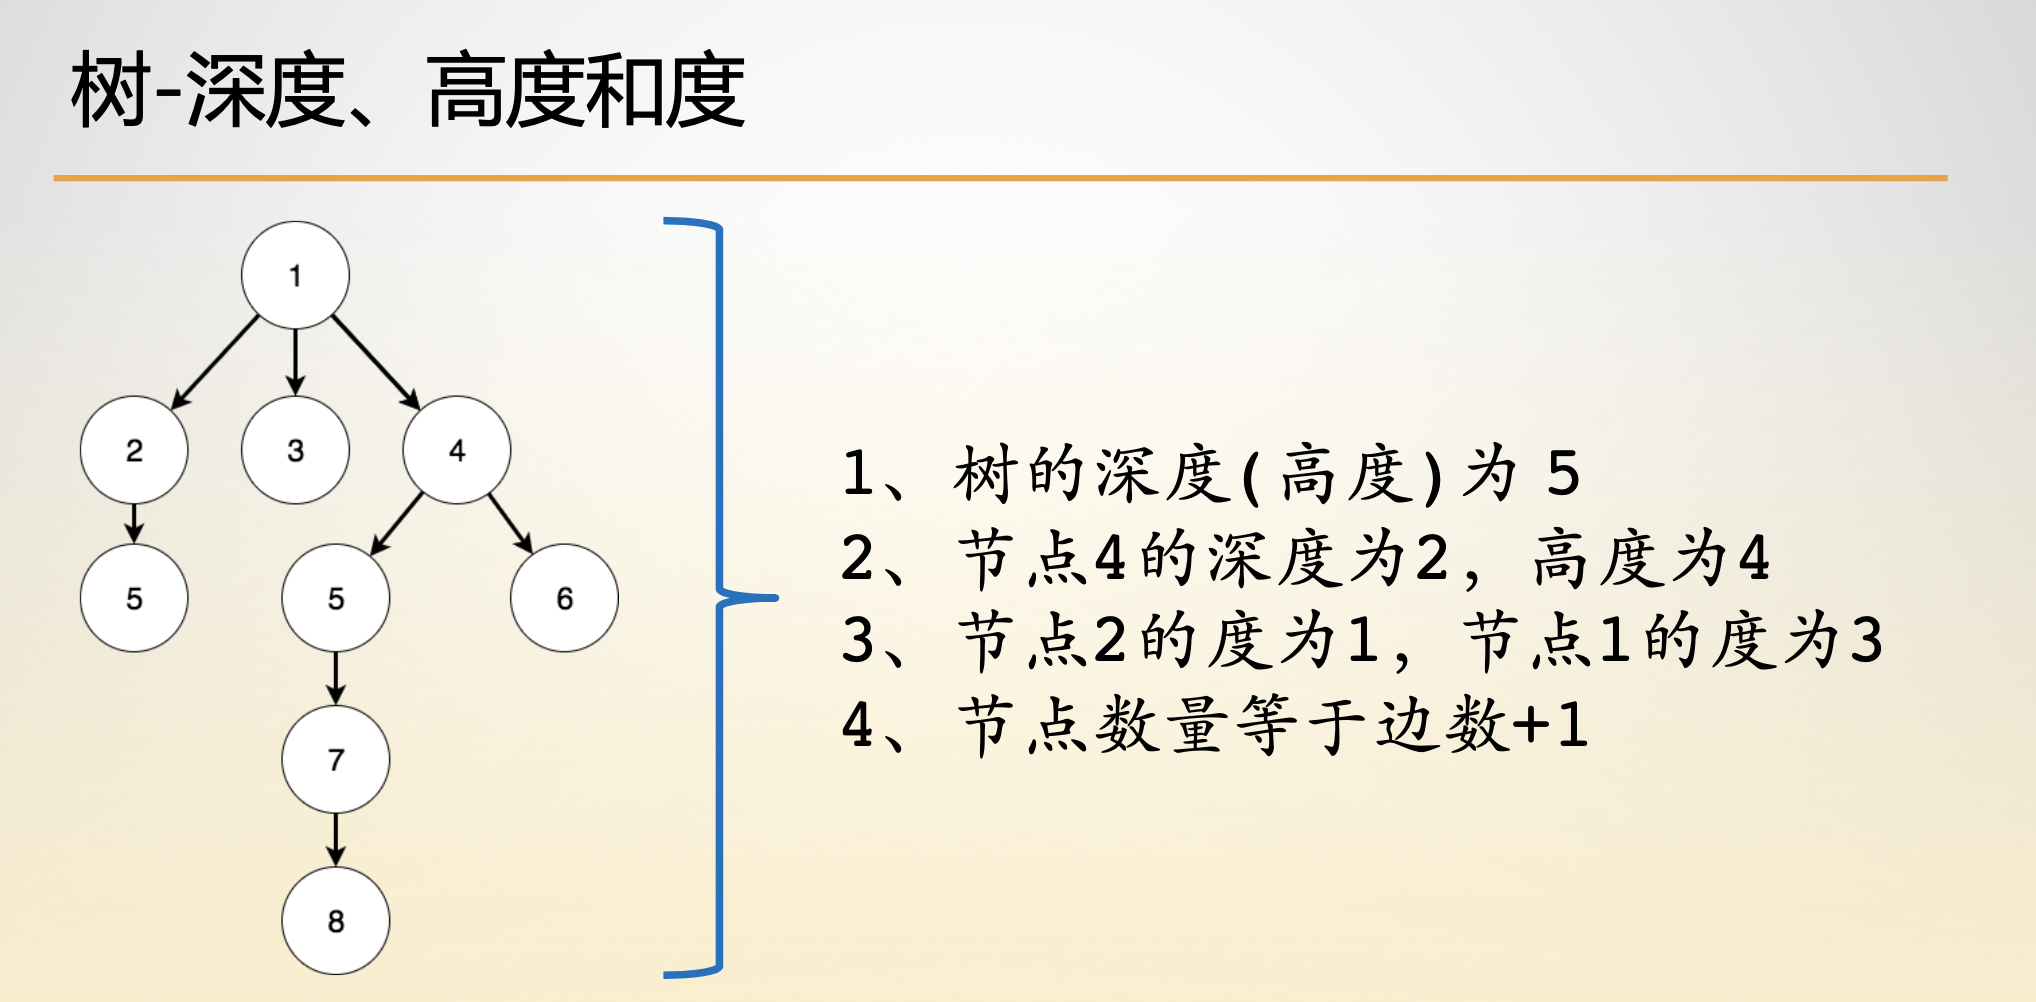 树-深度、高度和度
1
2
3
4
5
5
6
7
8
1、树的深度(高度)为 5
2、节点4的深度为2，高度为4
3、节点2的度为1，节点1的度为3
4、节点数量等于边数+1